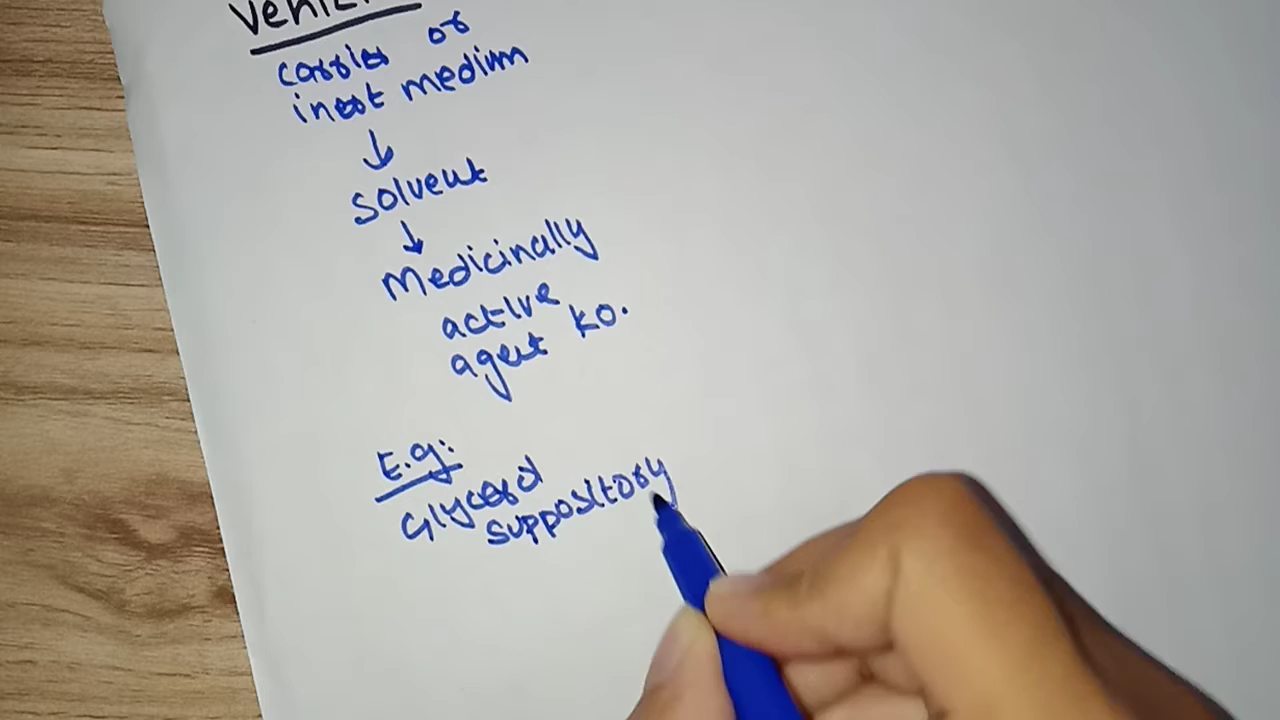 carrier or
inert medium
↓
solvent
↓
Medicinally
active
agent ko.
E.g:
Glycerol
suppository